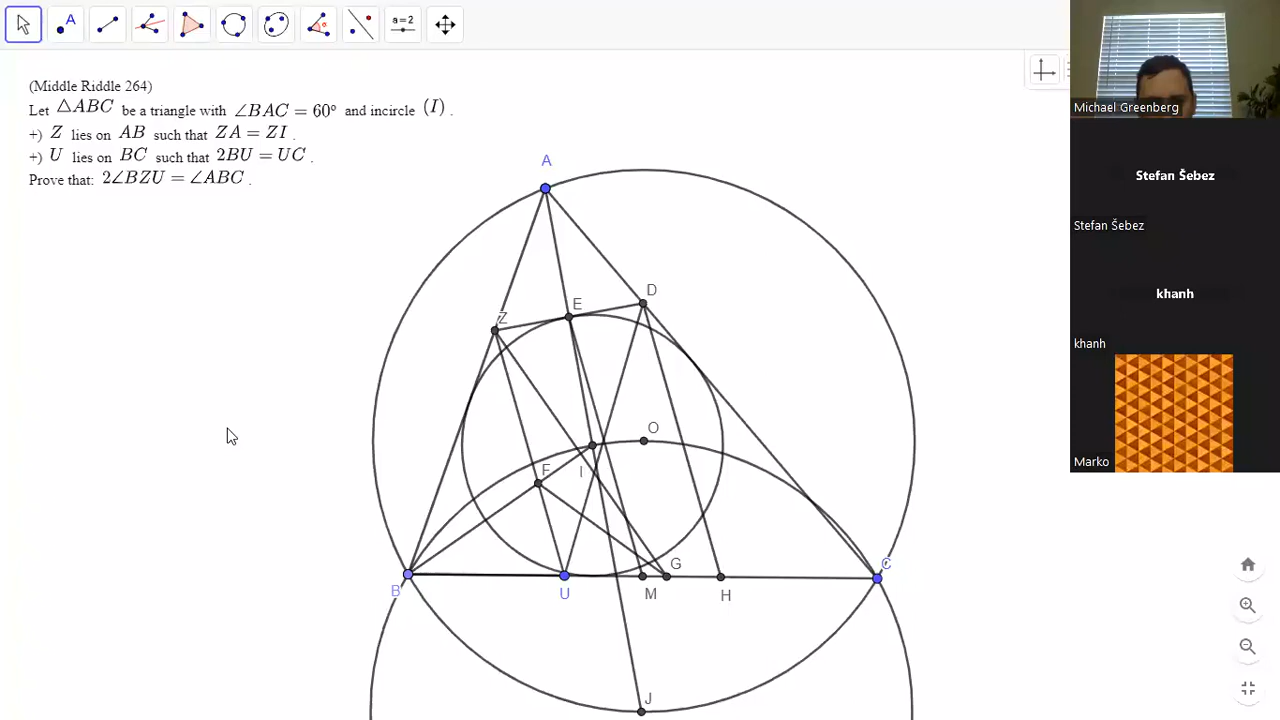 a=2
(Middle Riddle 264)
Let △ABC be a triangle with ∠BAC = 60° and incircle (I) .
+) Z lies on AB such that ZA = ZI .
+) U lies on BC such that 2BU = UC .
Prove that: 2∠BZU = ∠ABC .
A
D
E
Z
O
F
I
G
C
B
U
M
H
J
Michael Greenberg
Stefan Šebez
Stefan Šebez
khanh
khanh
Marko
A